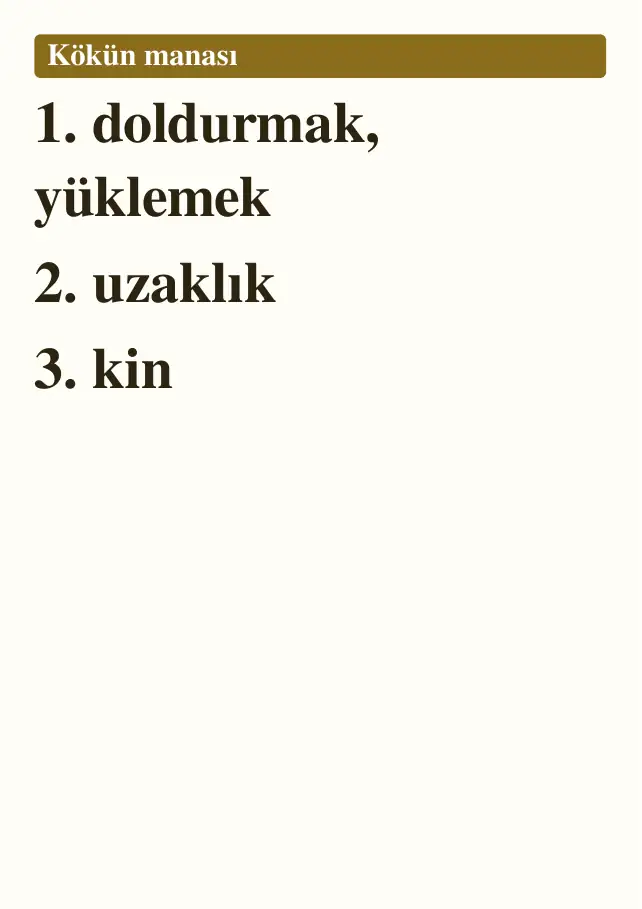 Kökün manası
1. doldurmak,
yüklemek
2. uzaklık
3. kin